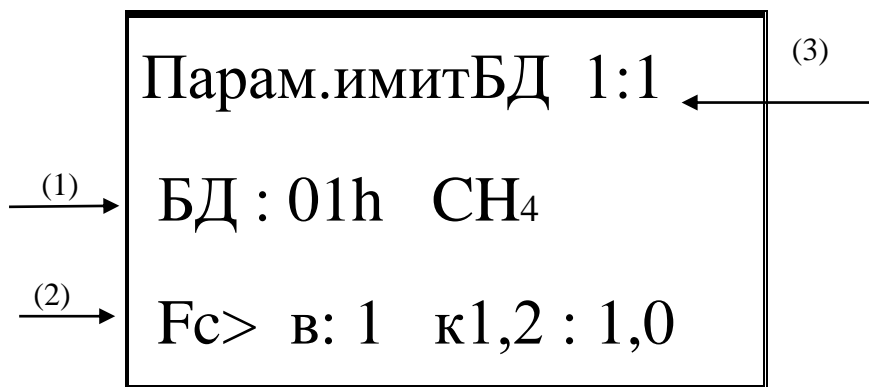 Парам.имитБД 1:1
(3)
(1)
БД : 01h CH4
(2)
Fc> в: 1 к1,2 : 1,0